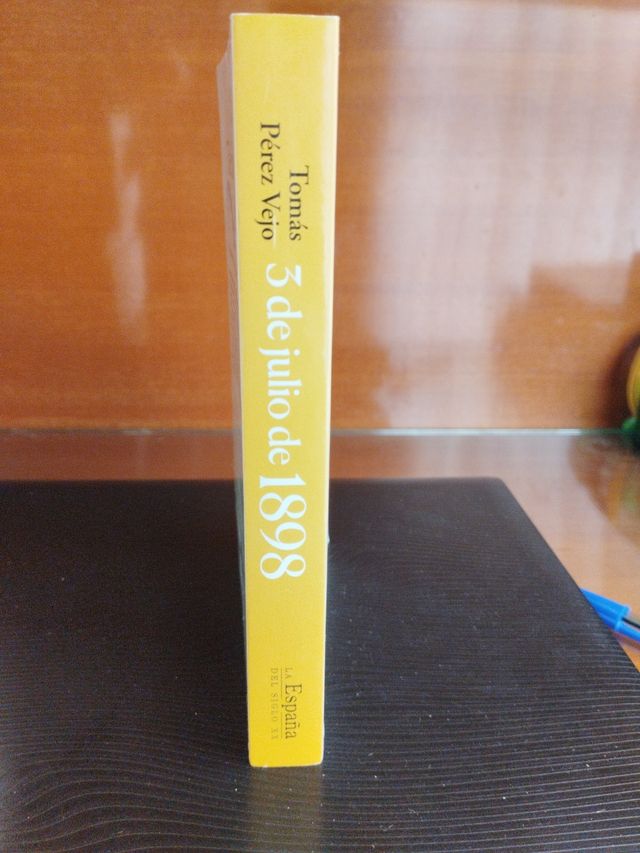 Tomás
Pérez Vejo
3 de julio de 1898
LA España
DEL SIGLO XX